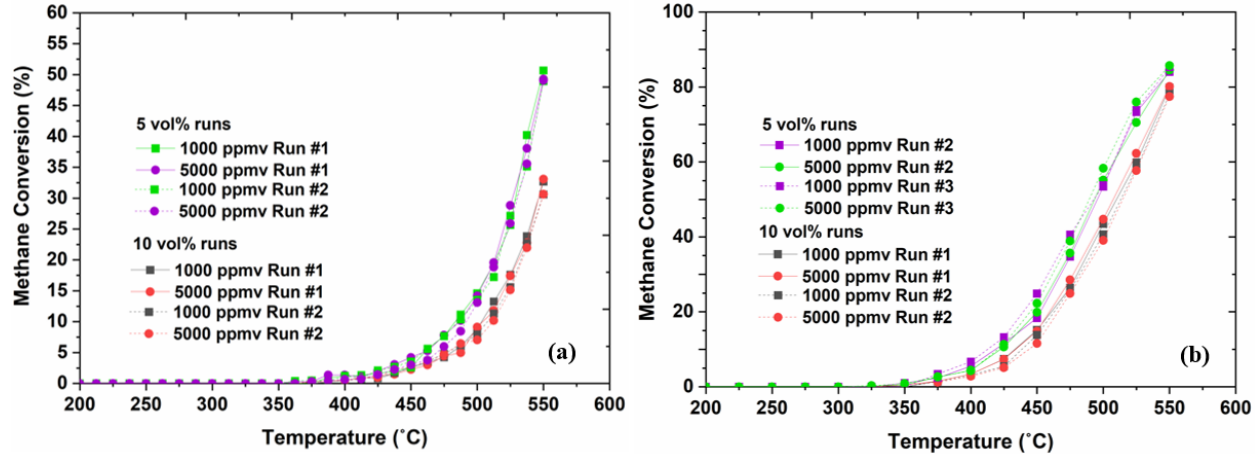 60
55
50
45
40
35
30
25
20
15
10
5
0
Methane Conversion (%)
5 vol% runs
1000 ppmv Run #1
5000 ppmv Run #1
1000 ppmv Run #2
5000 ppmv Run #2
10 vol% runs
1000 ppmv Run #1
5000 ppmv Run #1
1000 ppmv Run #2
5000 ppmv Run #2
(a)
200 250 300 350 400 450 500 550 600
Temperature (˚C)
100
80
60
40
20
0
Methane Conversion (%)
5 vol% runs
1000 ppmv Run #2
5000 ppmv Run #2
1000 ppmv Run #3
5000 ppmv Run #3
10 vol% runs
1000 ppmv Run #1
5000 ppmv Run #1
1000 ppmv Run #2
5000 ppmv Run #2
(b)
200 250 300 350 400 450 500 550 600
Temperature (˚C)